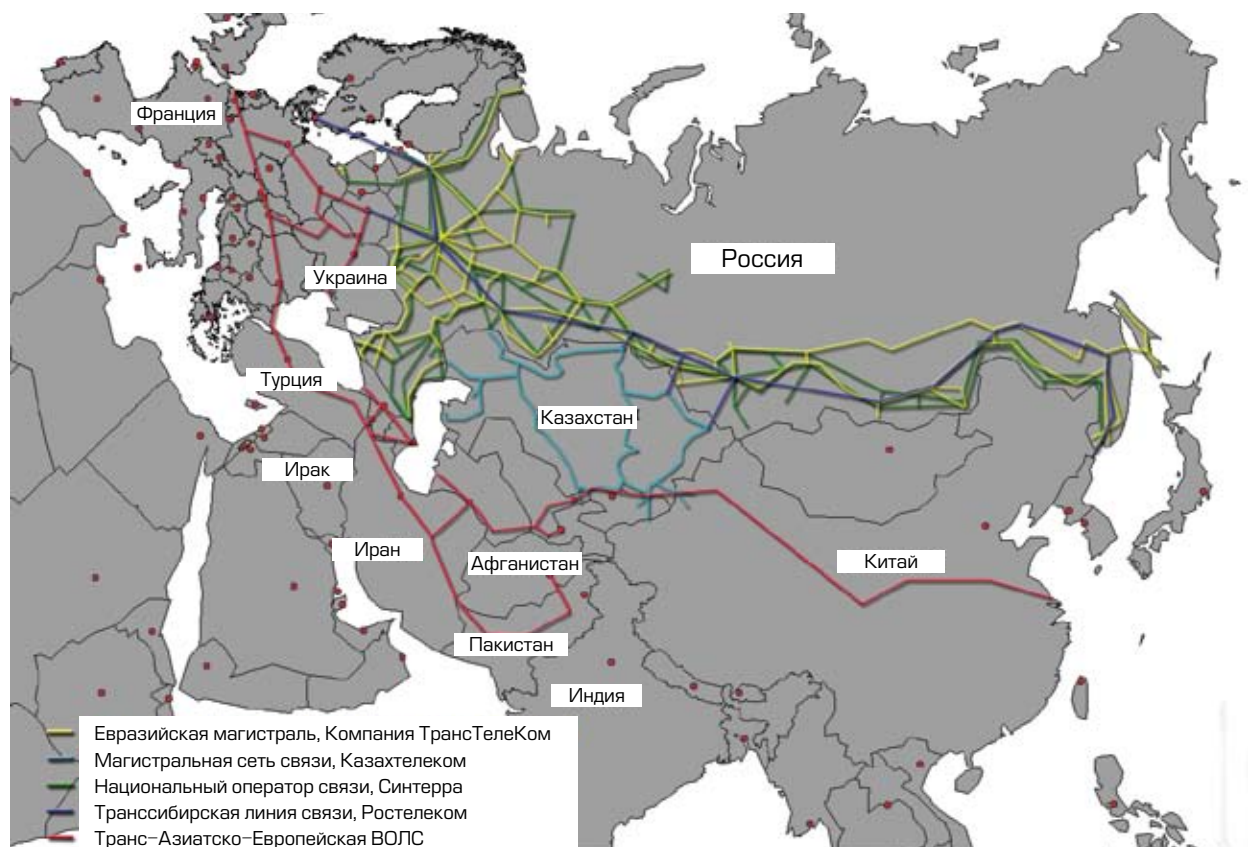 Франция
Россия
Украина
Турция
Казахстан
Ирак
Иран
Афганистан
Китай
Пакистан
Индия
Евразийская магистраль, Компания ТрансТелеКом
Магистральная сеть связи, Казахтелеком
Национальный оператор связи, Синтерра
Транссибирская линия связи, Ростелеком
Транс-Азиатско-Европейская ВОЛС